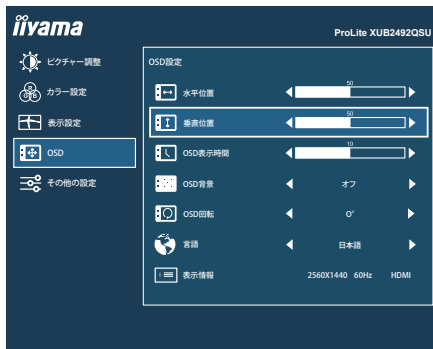 iiyama
ProLite XUB2492QSU
ピクチャー調整
カラー設定
表示設定
OSD
その他の設定
OSD設定
水平位置 50
垂直位置 50
OSD表示時間 10
OSD背景 オフ
OSD回転 0°
言語 日本語
表示情報 2560X1440 60Hz HDMI